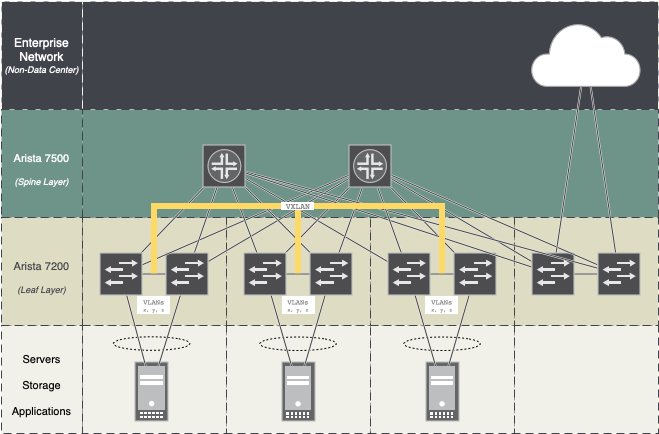 Enterprise
Network
(Non-Data Center)
Arista 7500
(Spine Layer)
VXLAN
Arista 7200
(Leaf Layer)
VLANs
x, y, z
VLANs
x, y, z
VLANs
x, y, z
Servers
Storage
Applications